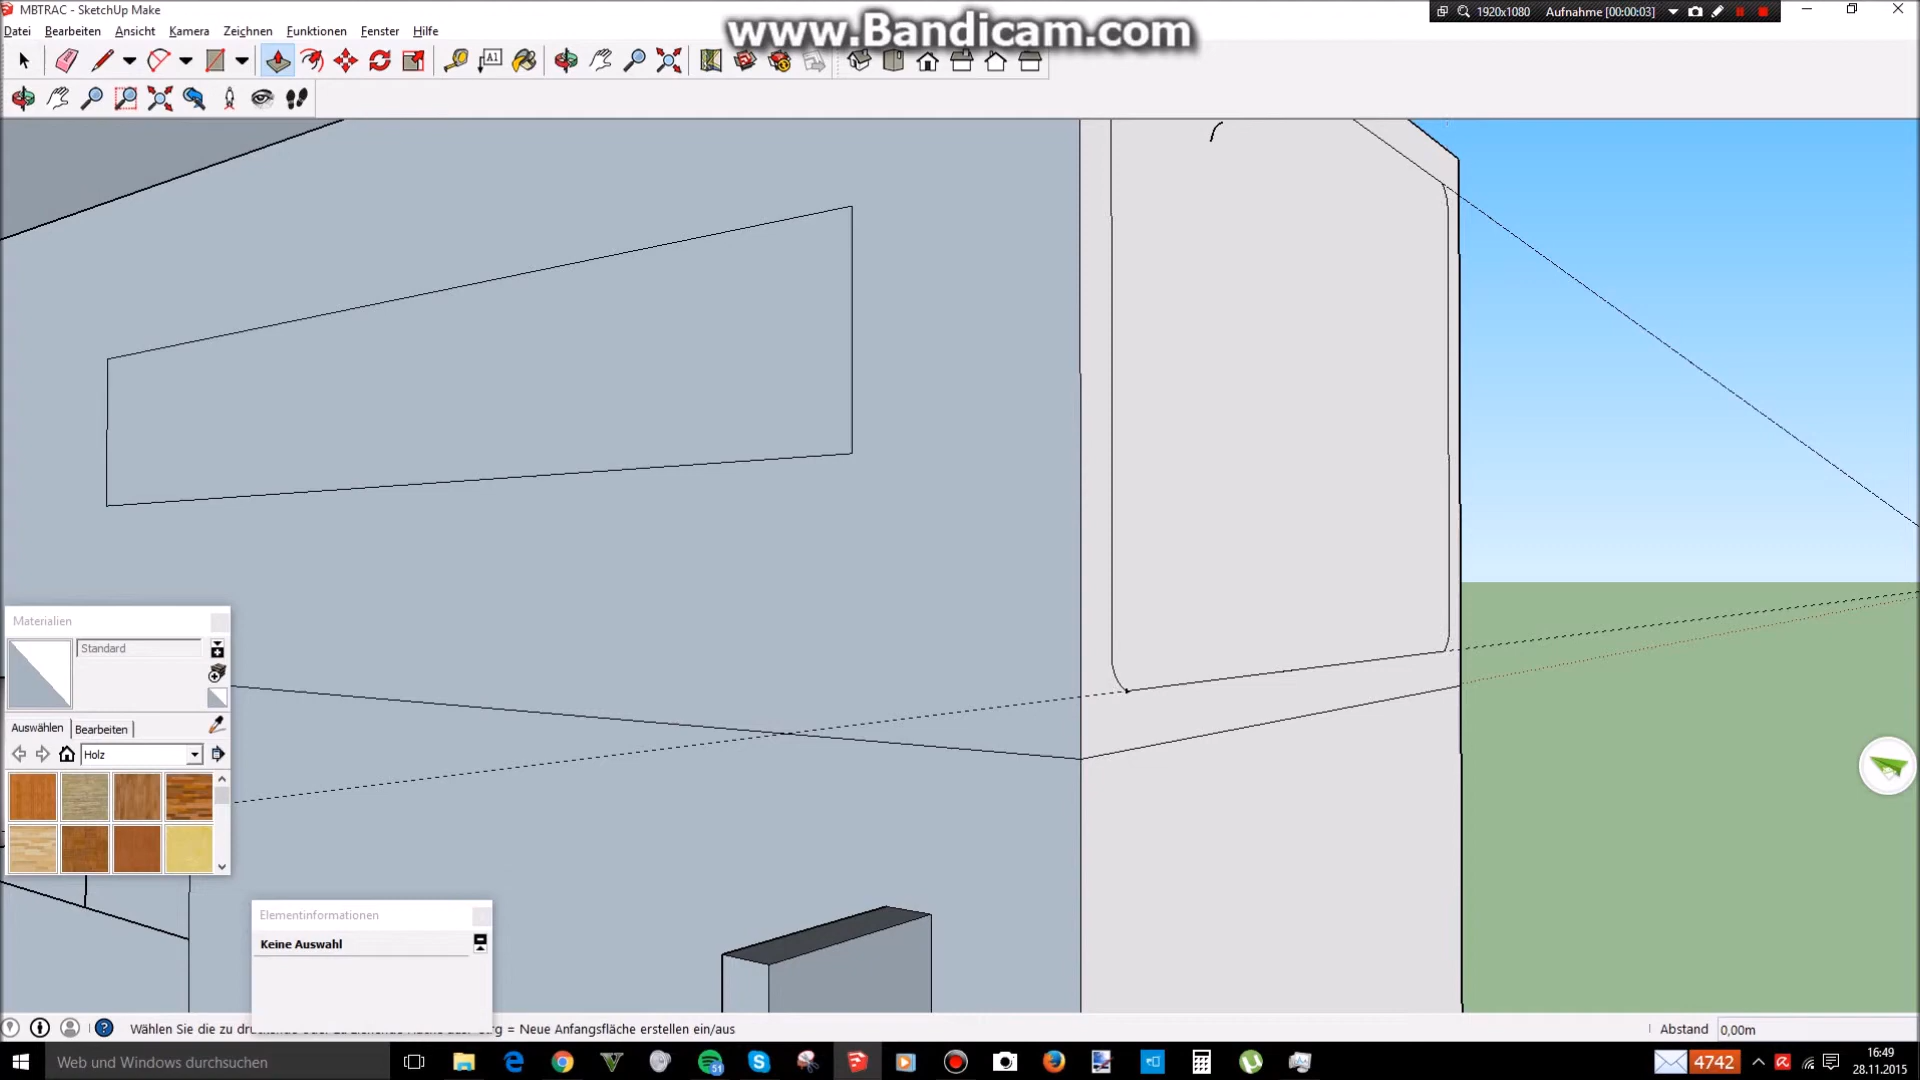 MBTRAC - SketchUp Make
www.Bandicam.com
1920x1080 Aufnahme [00:00:03]
Datei Bearbeiten Ansicht Kamera Zeichnen Funktionen Fenster Hilfe
A1
Materialien
Standard
Auswählen Bearbeiten
Holz
Elementinformationen
Keine Auswahl
Wählen Sie die zu = Neue Anfangsfläche erstellen ein/aus
Abstand 0,00m
Web und Windows durchsuchen
51
4742
16:49
28.11.2015